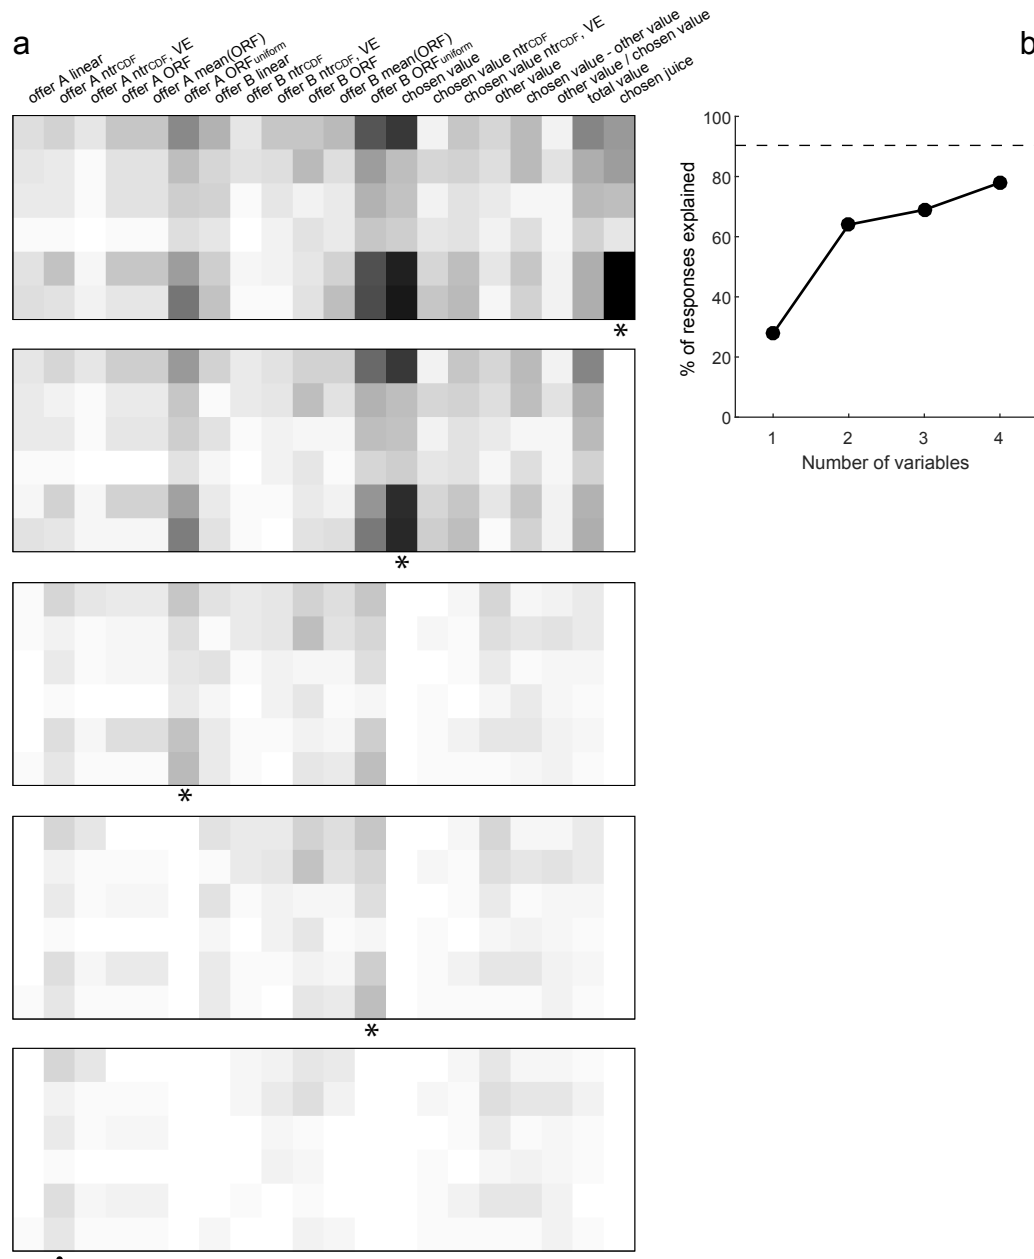 a
b
offer A linear
offer A ntrCDF
offer A ntrCDF, VE
offer A ORF
offer A mean(ORF)
offer A ORFuniform
offer B linear
offer B ntrCDF
offer B ntrCDF, VE
offer B ORF
offer B mean(ORF)
offer B ORFuniform
chosen value
chosen value ntrCDF
chosen value ntrCDF, VE
other value
chosen value - other value
other value / chosen value
total value
chosen juice
*
*
*
*
100
80
60
40
20
0
% of responses explained
1 2 3 4
Number of variables